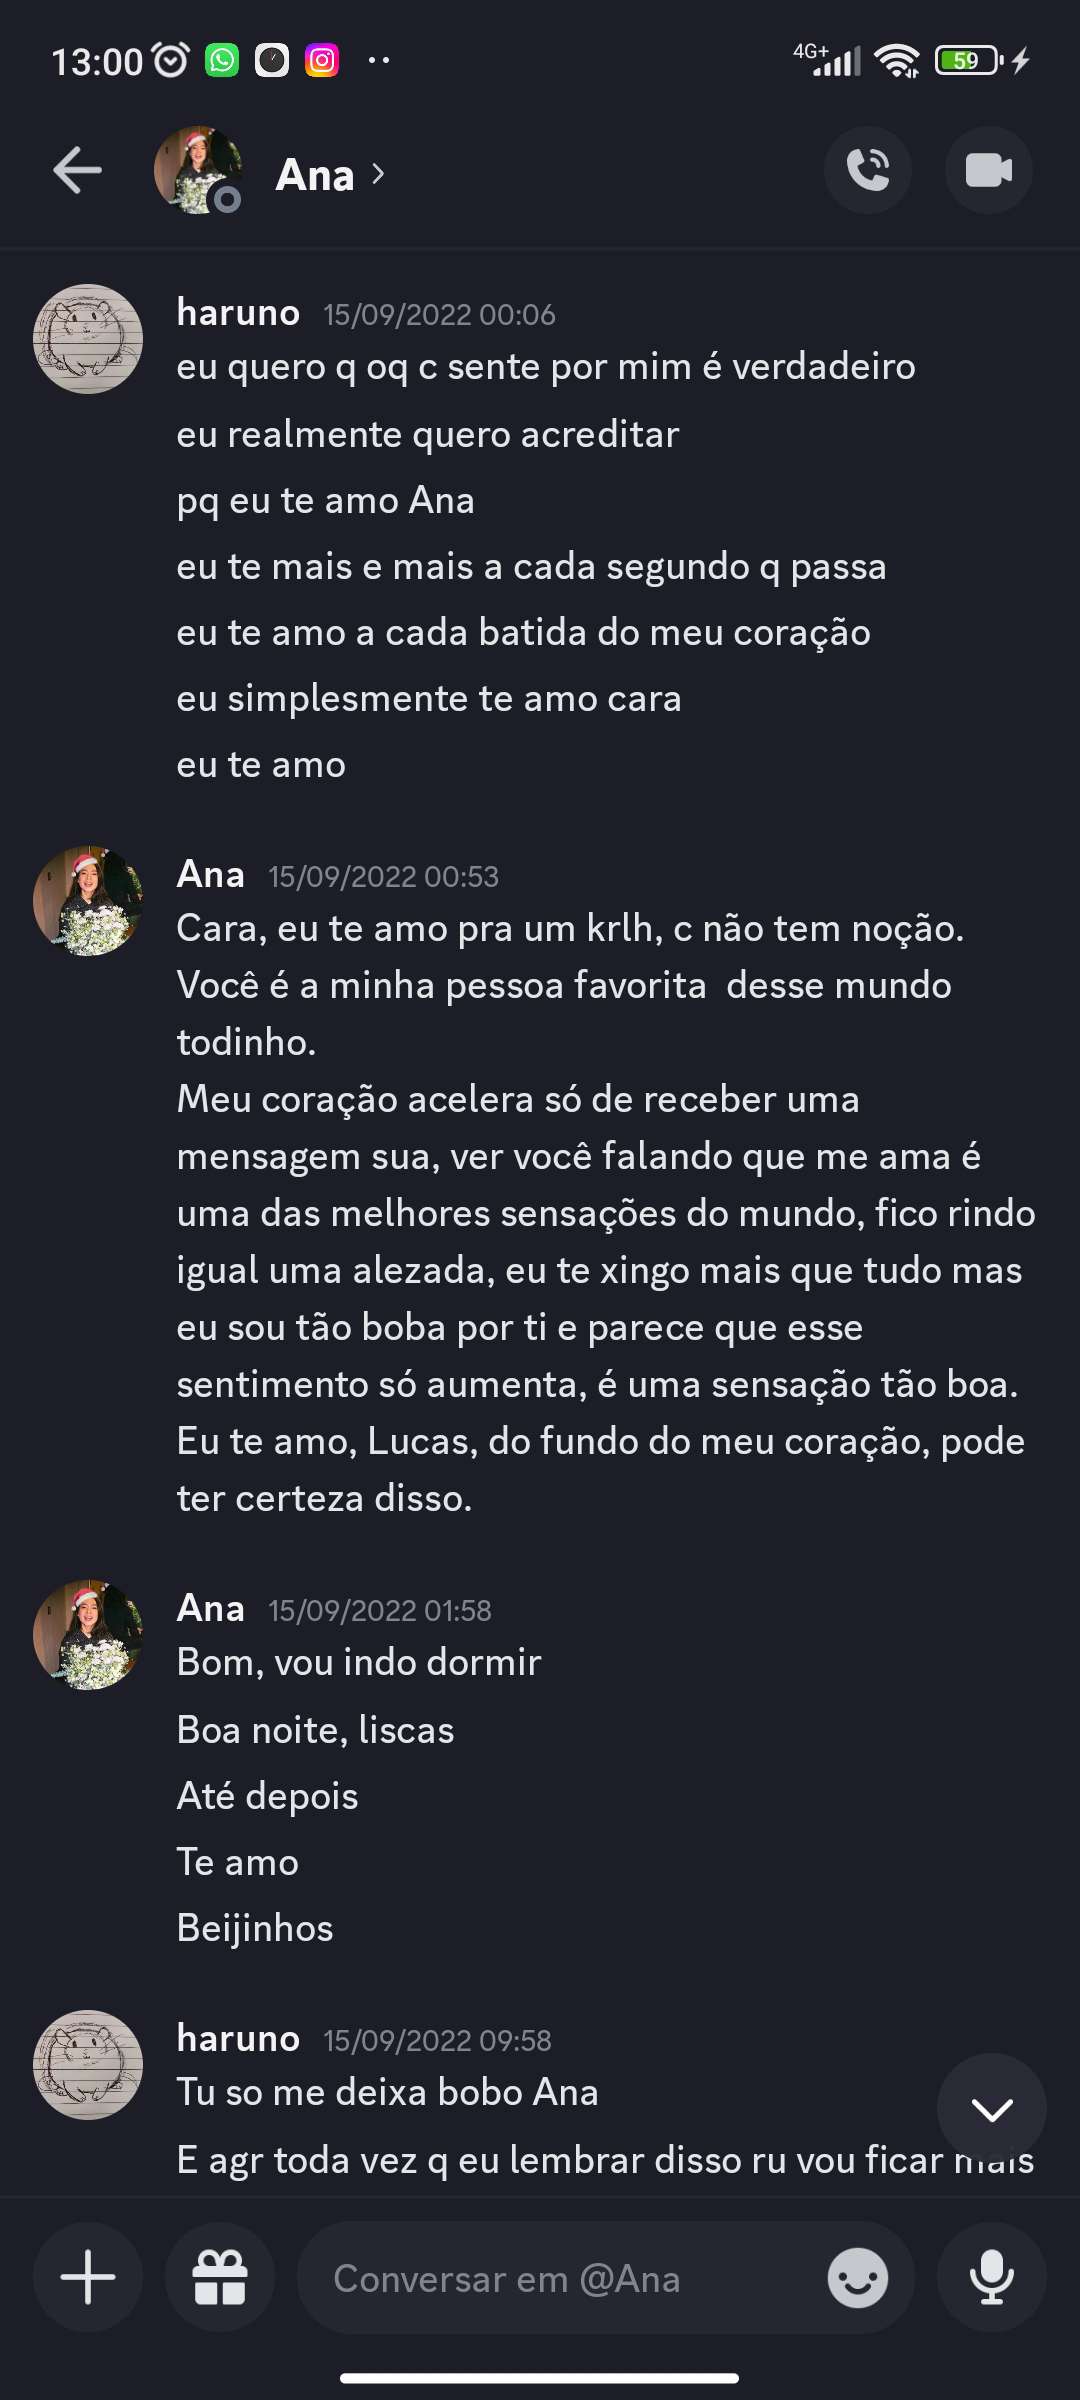 13:00
4G+
59
Ana
haruno 15/09/2022 00:06
eu quero q oq c sente por mim é verdadeiro
eu realmente quero acreditar
pq eu te amo Ana
eu te mais e mais a cada segundo q passa
eu te amo a cada batida do meu coração
eu simplesmente te amo cara
eu te amo
Ana 15/09/2022 00:53
Cara, eu te amo pra um krlh, c não tem noção.
Você é a minha pessoa favorita  desse mundo
todinho.
Meu coração acelera só de receber uma
mensagem sua, ver você falando que me ama é
uma das melhores sensações do mundo, fico rindo
igual uma alezada, eu te xingo mais que tudo mas
eu sou tão boba por ti e parece que esse
sentimento só aumenta, é uma sensação tão boa.
Eu te amo, Lucas, do fundo do meu coração, pode
ter certeza disso.
Ana 15/09/2022 01:58
Bom, vou indo dormir
Boa noite, liscas
Até depois
Te amo
Beijinhos
haruno 15/09/2022 09:58
Tu so me deixa bobo Ana
E agr toda vez q eu lembrar disso ru vou ficar mais
Conversar em @Ana